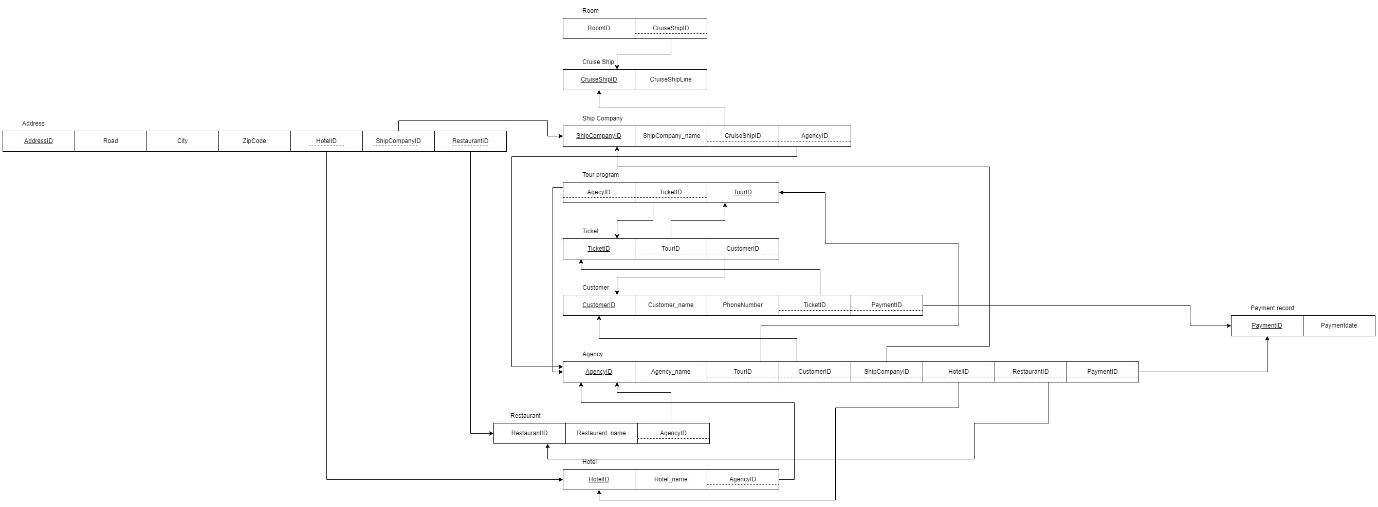 Room
RoomID CruiseShipID
Cruise Ship
CruiseShipID CruiseShipLine
Ship Company
ShipCompanyID ShipCompany_name CruiseShipID AgencyID
Address
AddressID Road City ZipCode HotelID ShipCompanyID RestaurantID
Tour program
AgecyID TicketID TourID
Ticket
TicketID TourID CustomerID
Customer
CustomerID Customer_name PhoneNumber TicketID PaymentID
Payment record
PaymentID Paymentdate
Agency
AgencyID Agency_name TourID CustomerID ShipCompanyID HotelID RestaurantID PaymentID
Restaurant
RestaurantID Restaurant_name AgencyID
Hotel
HotelID Hotel_name AgencyID